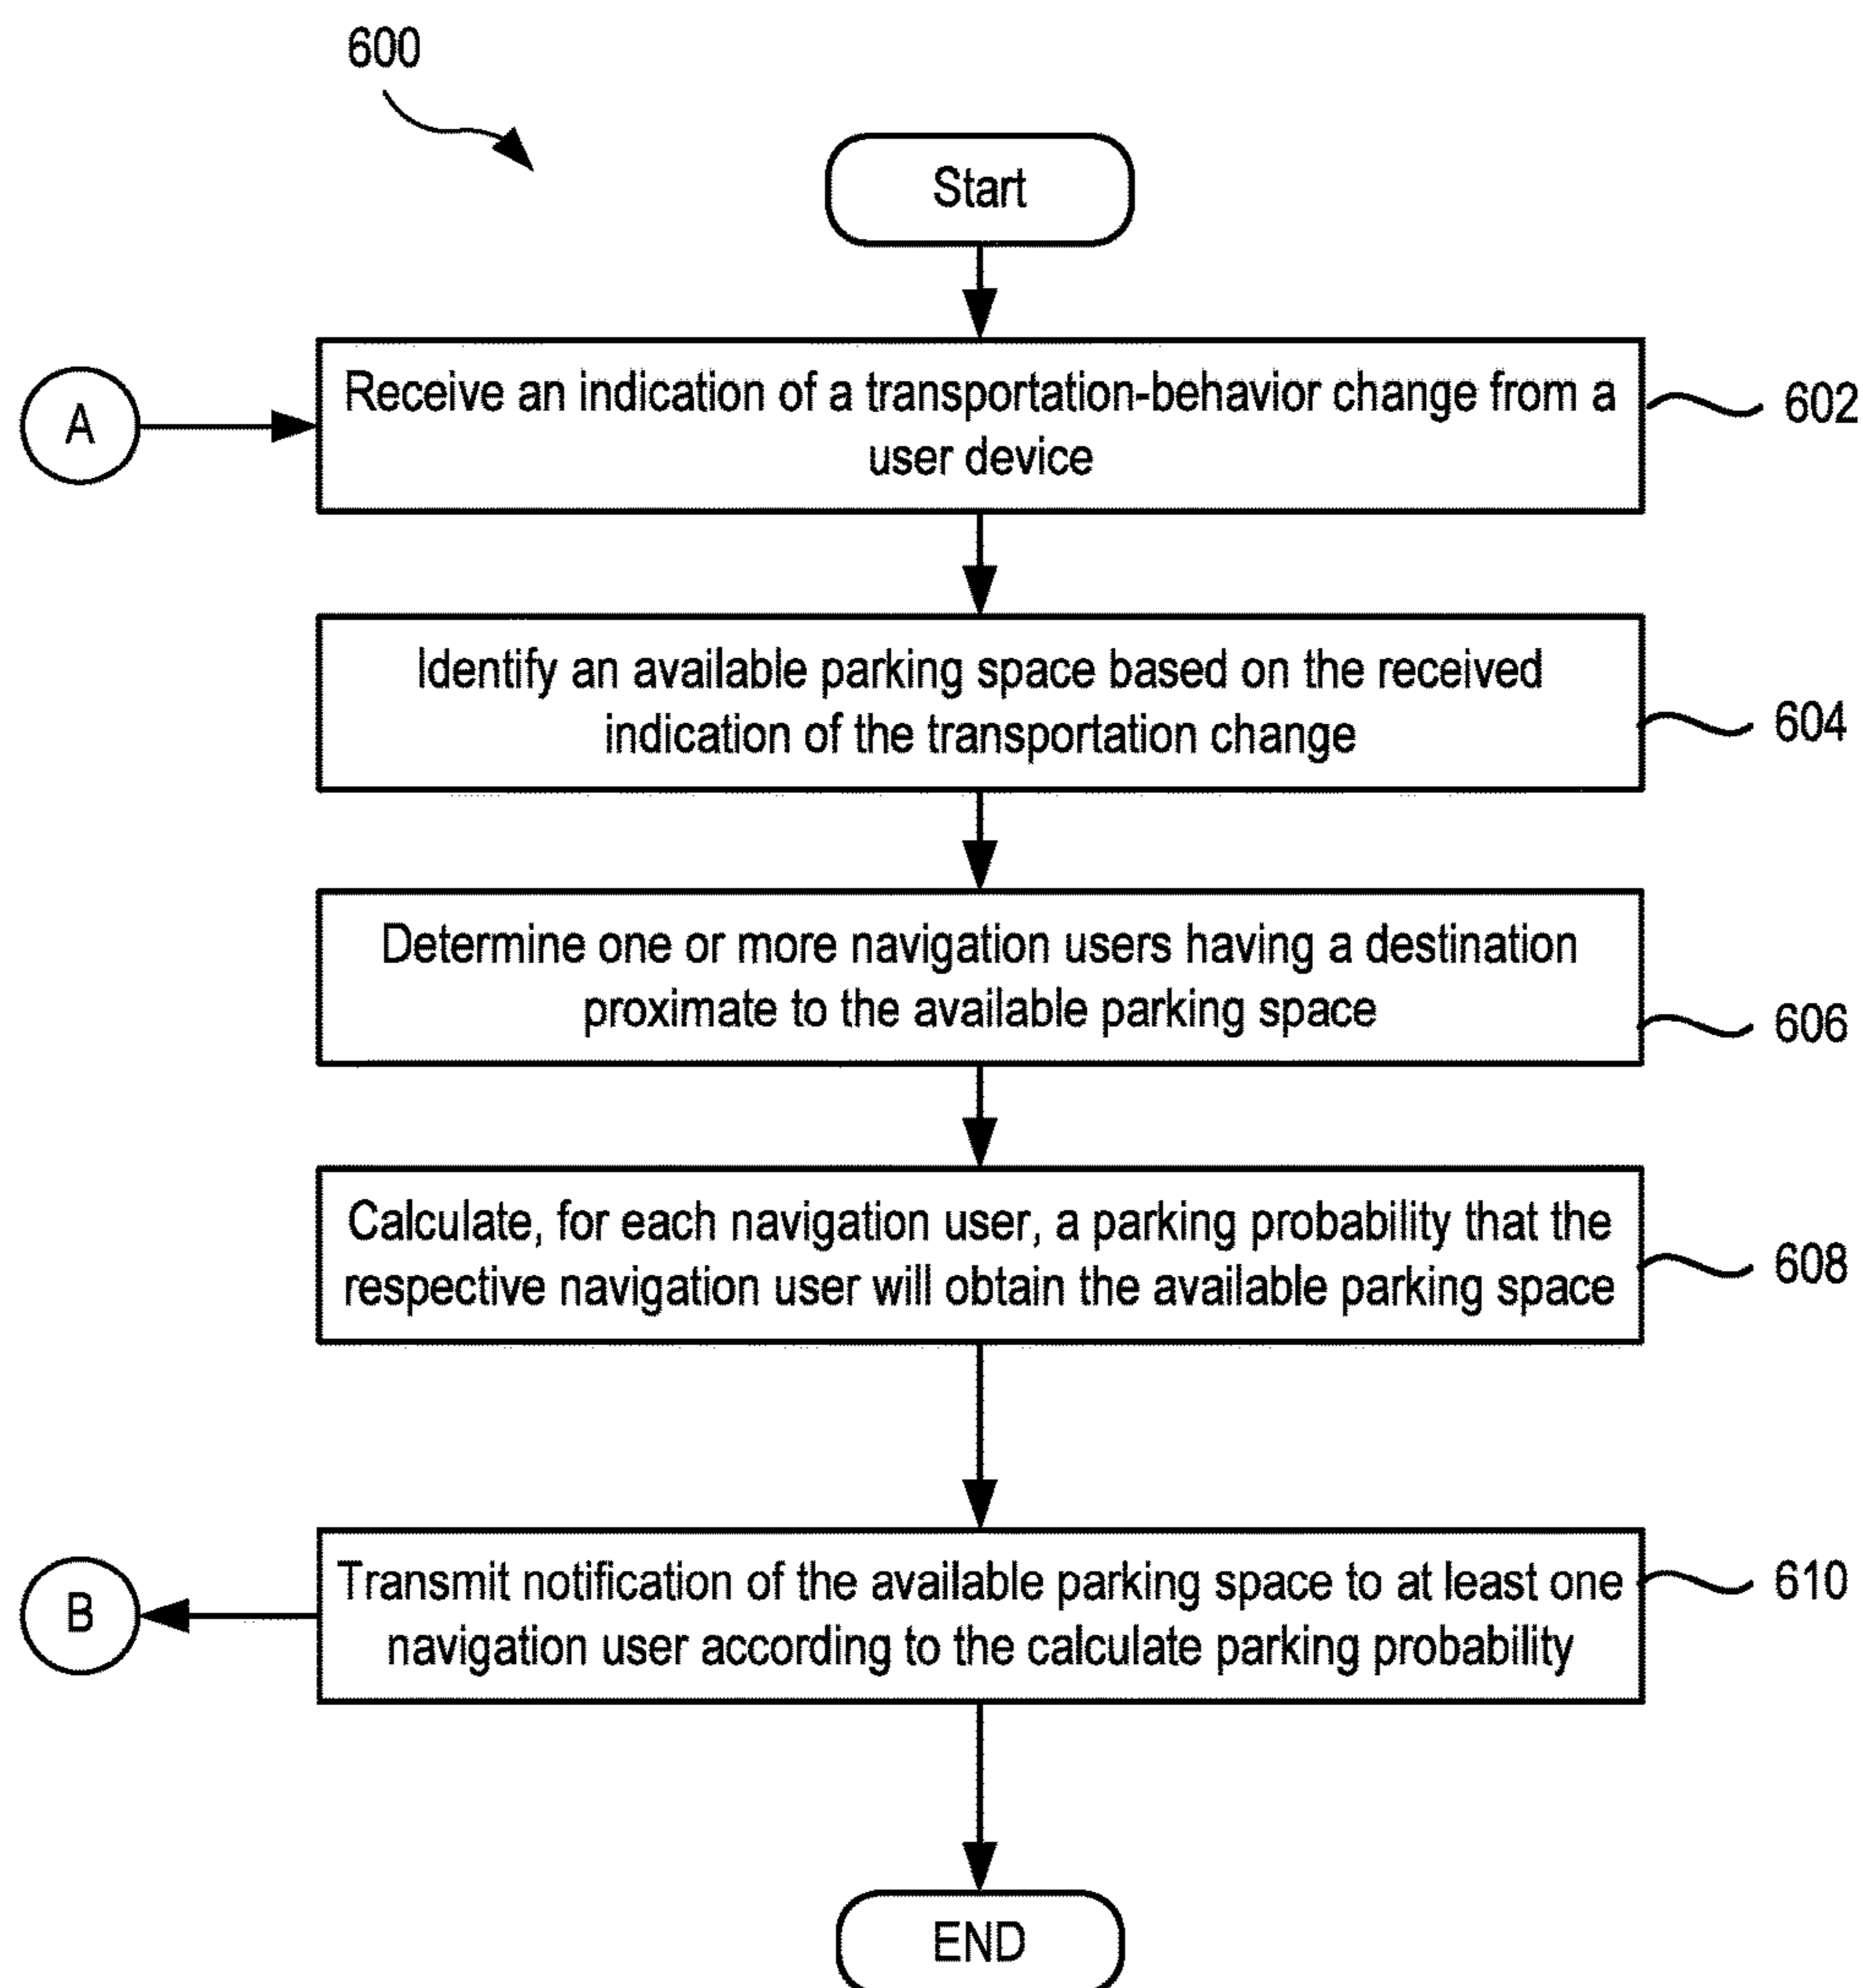 600
Start
A
Receive an indication of a transportation-behavior change from a
user device
602
Identify an available parking space based on the received
indication of the transportation change
604
Determine one or more navigation users having a destination
proximate to the available parking space
606
Calculate, for each navigation user, a parking probability that the
respective navigation user will obtain the available parking space
608
B
Transmit notification of the available parking space to at least one
navigation user according to the calculate parking probability
610
END